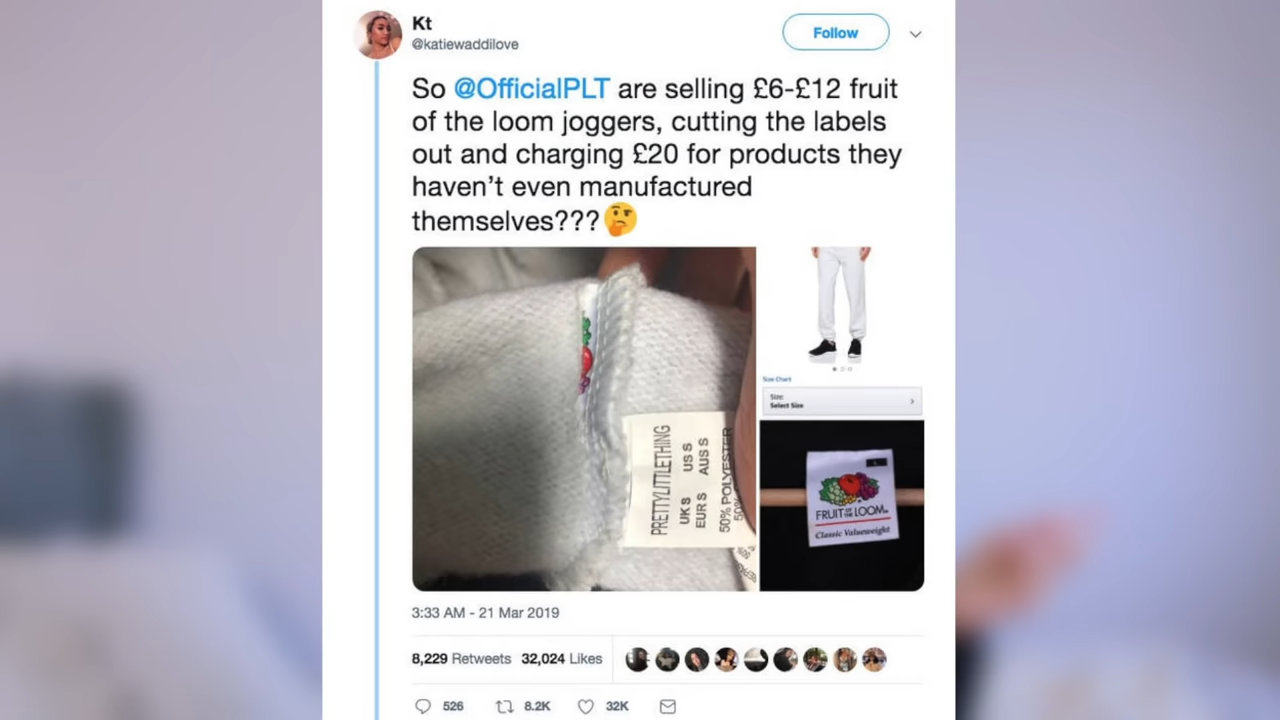 Kt
@katiewaddilove
Follow
So @OfficialPLT are selling £6-£12 fruit
of the loom joggers, cutting the labels
out and charging £20 for products they
haven’t even manufactured
themselves???🤔
PRETTYLITTLETHING
UK S US S
EUR S AUS S
50% POLYESTER
50%
Size Chart
Size:
Select Size
L
FRUIT OF THE LOOM
Classic Valueweight
3:33 AM - 21 Mar 2019
8,229 Retweets 32,024 Likes
526 8.2K 32K